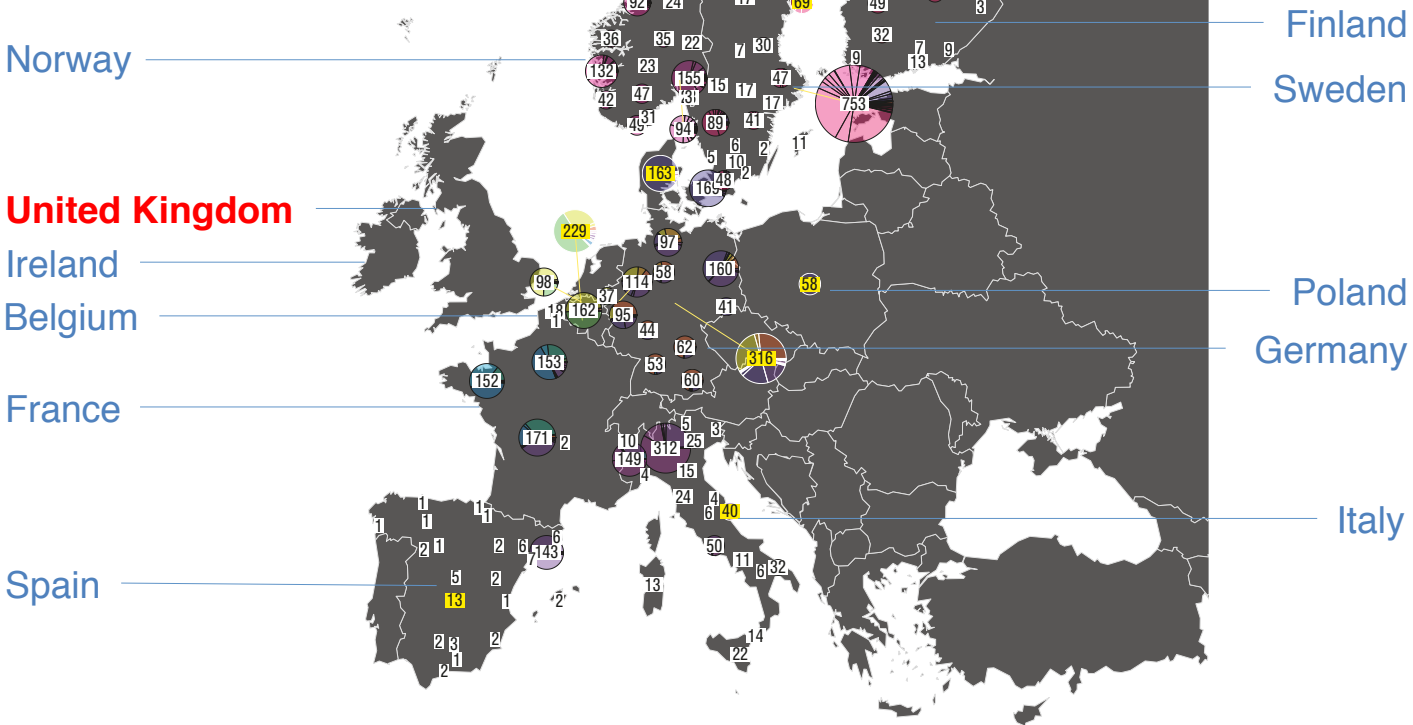 92 24 17 69 49 3
Finland
36 35 22 7 30 32 7 9
Norway
132 23 155 47 9 13
42 47 15 17 17 753
Sweden
49 31 94 89 41
5 6 10 2 2 11
163 169 48
United Kingdom
229
97
Ireland
98 114 58 160 58
Poland
37
Belgium
18 1 162 95 41
44
153 53 62 316
Germany
152 60
France
171 2 10 312 5 25 3
149 4 15
1 1 1 1 1 24 4 6 40
Italy
2 1 2 6 7 143 6 50 11 6 32
Spain
5 2 13
13 1 2
2 3 2 14
1 22
2